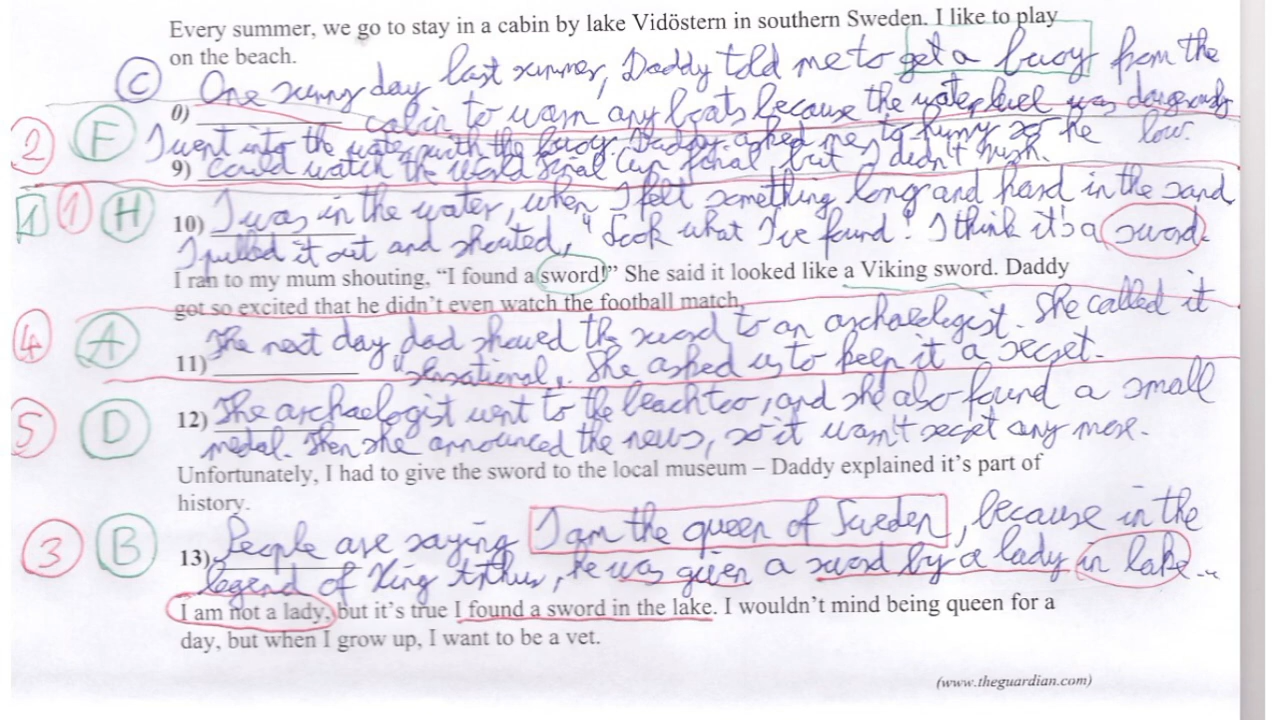 Every summer, we go to stay in a cabin by lake Vidöstern in southern Sweden. I like to play
on the beach.
C One sunny day last summer, Daddy told me to get a buoy from the
0) cabin to warn any boats because the water level was dangerously
2 F I went into the water with the buoy. Daddy asked me to hurry so he low.
9) could watch the World Cup final but I didn't rush.
1 1 H I was in the water, when I felt something long and hard in the sand
10) I pulled it out and shouted, "Look what I've found! I think it's a sword.
I ran to my mum shouting, “I found a sword!” She said it looked like a Viking sword. Daddy
got so excited that he didn’t even watch the football match.
4 A The next day dad showed the sword to an archaeologist. She called it
11) "sensational". She asked us to keep it a secret.
5 D 12) The archaelogist went to the beach too, and she also found a small
medal. Then she announced the news, so it wasn't secret any more.
Unfortunately, I had to give the sword to the local museum – Daddy explained it’s part of
history.
3 B 13) People are saying I am the queen of Sweden, because in the
legend of King Arthur, he was given a sword by a lady in lake...
I am not a lady, but it’s true I found a sword in the lake. I wouldn’t mind being queen for a
day, but when I grow up, I want to be a vet.
(www.theguardian.com)